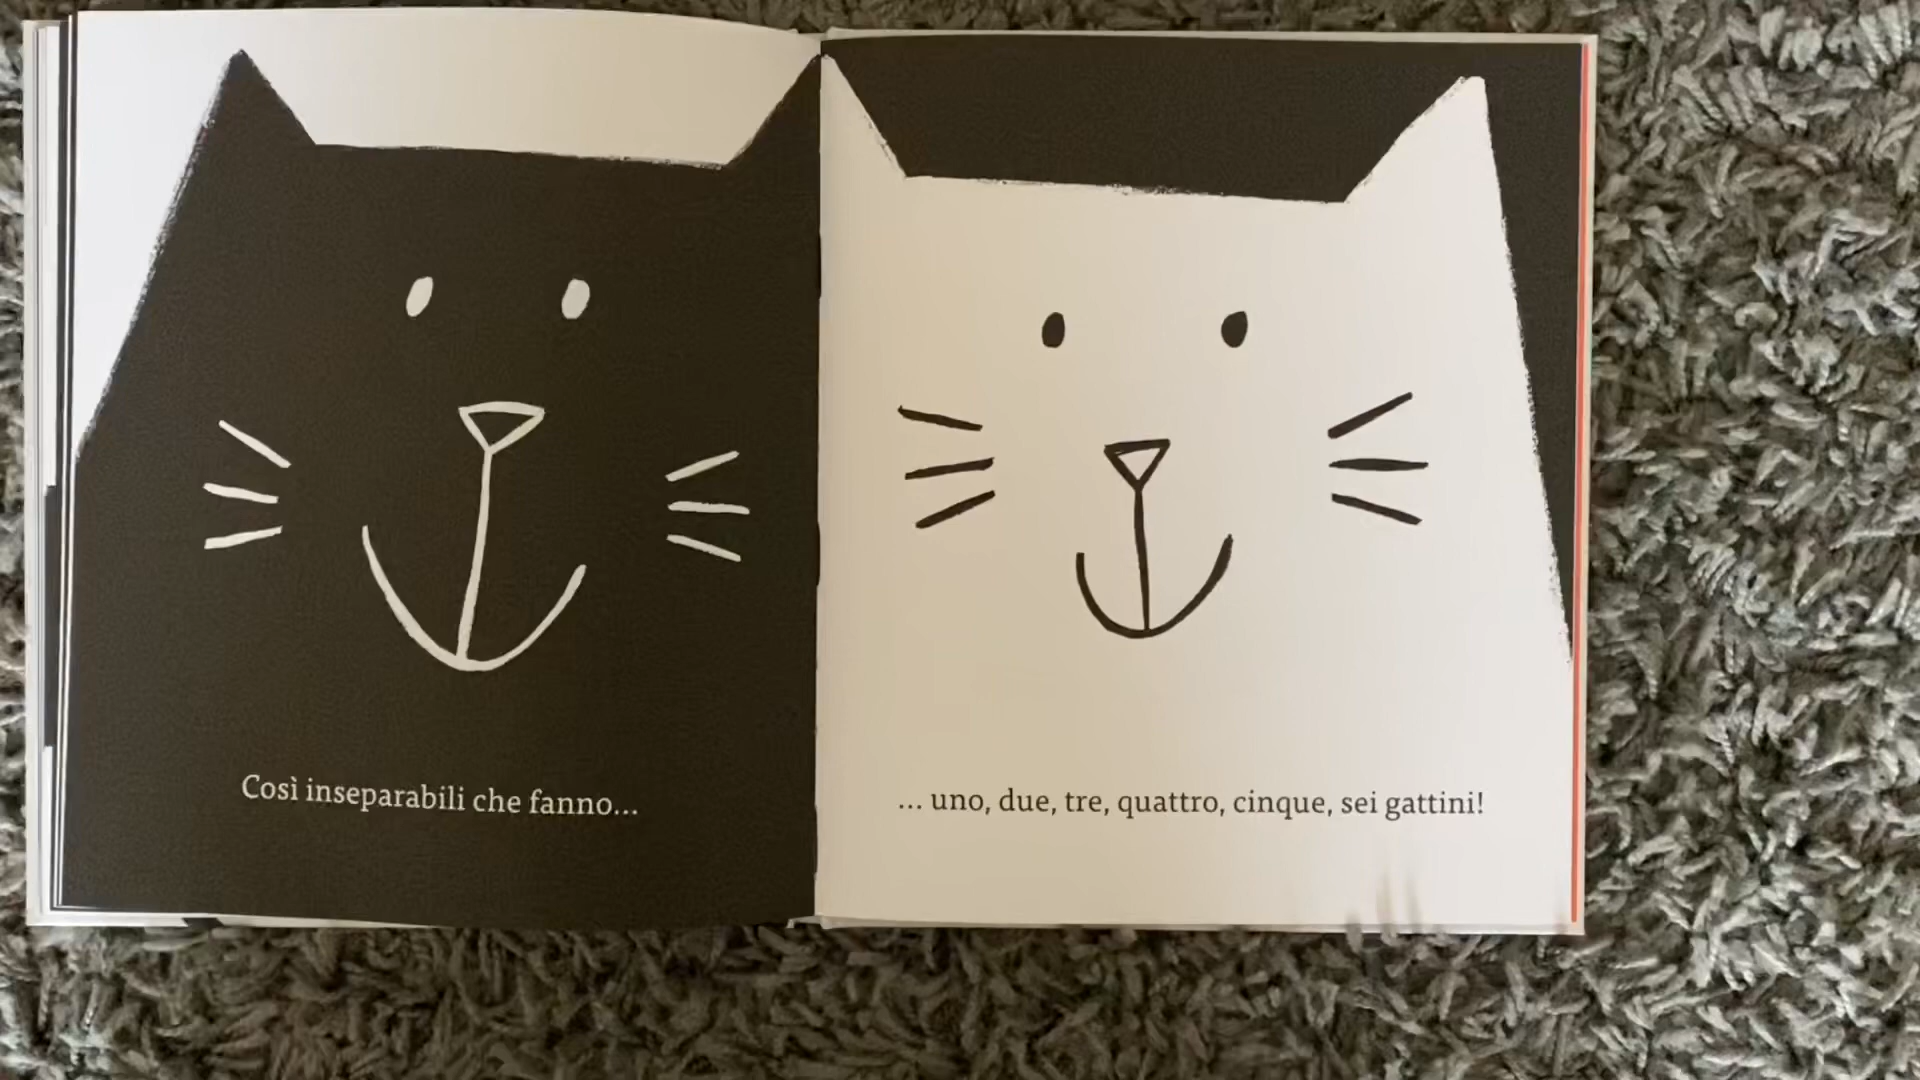 Così inseparabili che fanno...
... uno, due, tre, quattro, cinque, sei gattini!